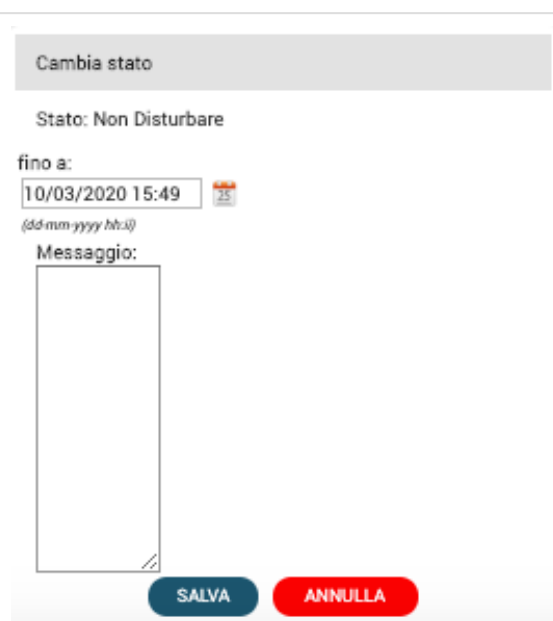 Cambia stato
Stato: Non Disturbare
fino a:
10/03/2020 15:49 25
(dd-mm-yyyy hh:ii)
Messaggio:
SALVA ANNULLA